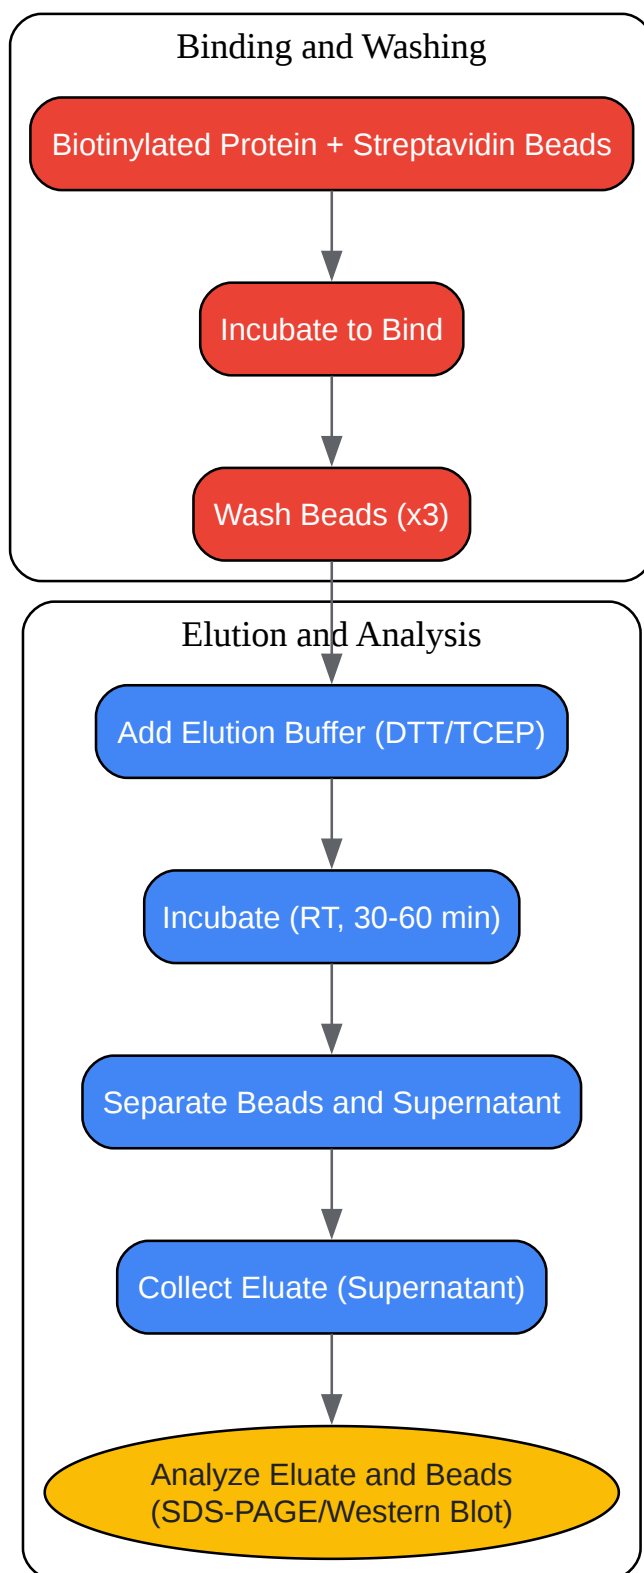 Binding and Washing
Biotinylated Protein + Streptavidin Beads
Incubate to Bind
Wash Beads (x3)
Elution and Analysis
Add Elution Buffer (DTT/TCEP)
Incubate (RT, 30-60 min)
Separate Beads and Supernatant
Collect Eluate (Supernatant)
Analyze Eluate and Beads
(SDS-PAGE/Western Blot)